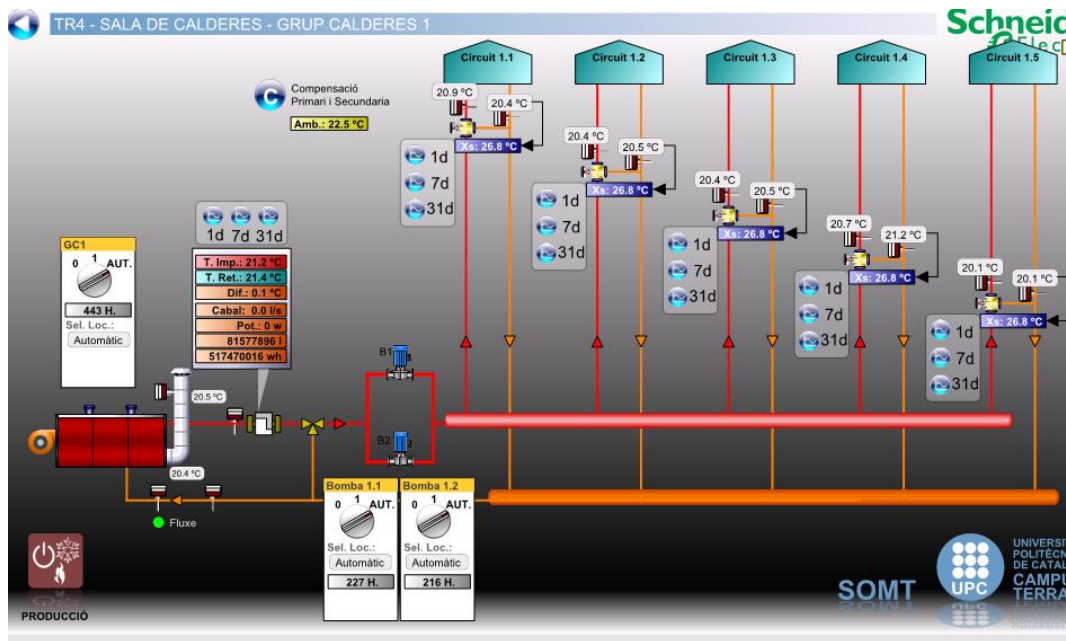 TR4 - SALA DE CALDERES - GRUP CALDERES 1
Schneid
Elec
Circuit 1.1
Circuit 1.2
Circuit 1.3
Circuit 1.4
Circuit 1.5
C
Compensació
Primari i Secundaria
Amb.: 22.5 ºC
20.9 ºC
20.4 ºC
Xs: 26.8 ºC
1d
7d
31d
20.4 ºC
20.5 ºC
Xs: 26.8 ºC
1d
7d
31d
20.4 ºC
20.5 ºC
Xs: 26.8 ºC
1d
7d
31d
20.7 ºC
21.2 ºC
Xs: 26.8 ºC
1d
7d
31d
20.1 ºC
20.1 ºC
Xs: 26.8 ºC
1d
7d
31d
1d 7d 31d
GC1
0 1 AUT.
443 H.
Sel. Loc.:
Automàtic
T. Imp.: 21.2 ºC
T. Ret.: 21.4 ºC
Dif.: 0.1 ºC
Cabal: 0.0 l/s
Pot.: 0 w
81577896 l
517470016 wh
20.5 ºC
20.4 ºC
B1
B2
Fluxe
Bomba 1.1
0 1 AUT.
Sel. Loc.:
Automàtic
227 H.
Bomba 1.2
0 1 AUT.
Sel. Loc.:
Automàtic
216 H.
PRODUCCIÓ
SOMT
UPC
UNIVERSIT
POLITÈCN
DE CATAL
CAMPU
TERRA